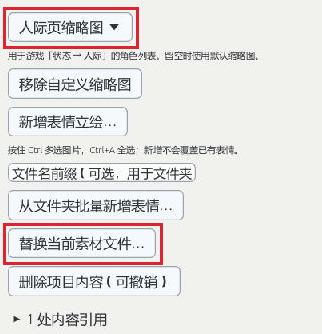 人际页缩略图 ▼
用于游戏「状态 → 人际」的角色列表，留空时使用默认缩略图。
移除自定义缩略图
新增表情立绘...
按住 Ctrl 多选图片，Ctrl+A 全选；新增不会覆盖已有表情。
文件名前缀（可选，用于文件夹
从文件夹批量新增表情...
替换当前素材文件...
删除项目内容（可撤销）
▶ 1 处内容引用